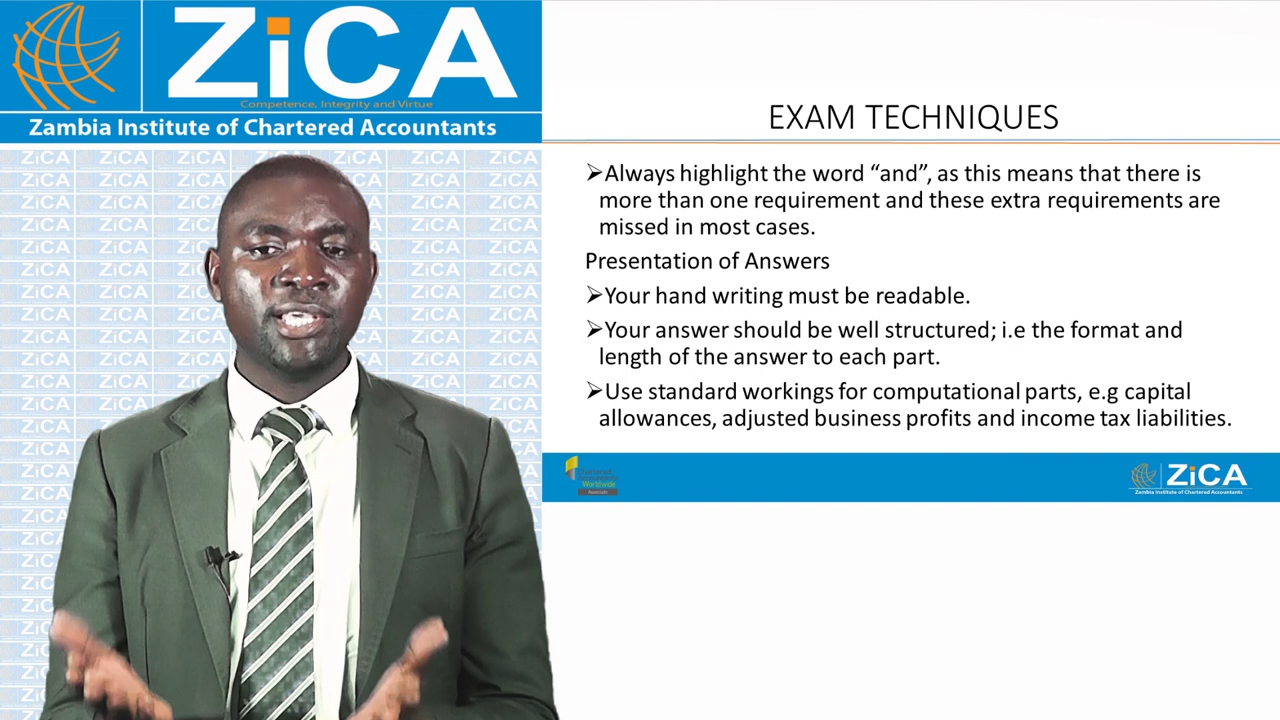 ZiCA
Competence, Integrity and Virtue
Zambia Institute of Chartered Accountants
EXAM TECHNIQUES
➢Always highlight the word “and”, as this means that there is
more than one requirement and these extra requirements are
missed in most cases.
Presentation of Answers
➢Your hand writing must be readable.
➢Your answer should be well structured; i.e the format and
length of the answer to each part.
➢Use standard workings for computational parts, e.g capital
allowances, adjusted business profits and income tax liabilities.
Chartered
Accountants
Worldwide
Associate
ZiCA
Zambia Institute of Chartered Accountants